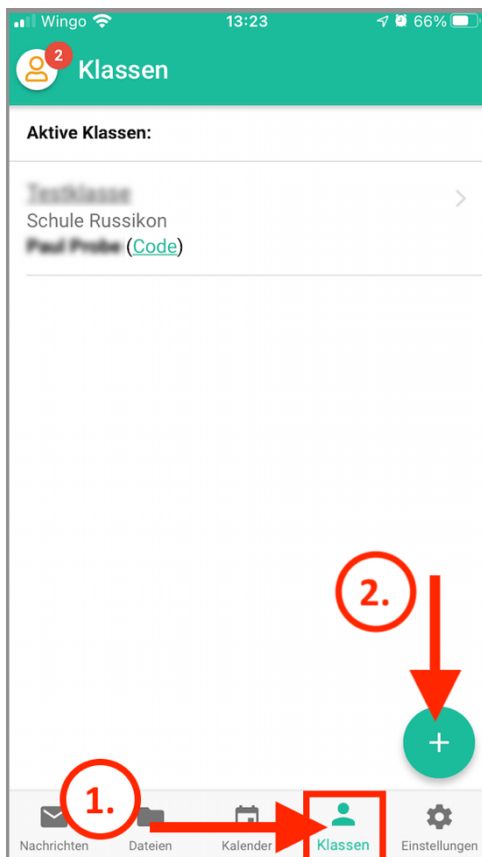 Wingo 13:23 66%
2
Klassen
Aktive Klassen:
Schule Russikon
(Code)
2.
+
1.
Nachrichten Dateien Kalender Klassen Einstellungen